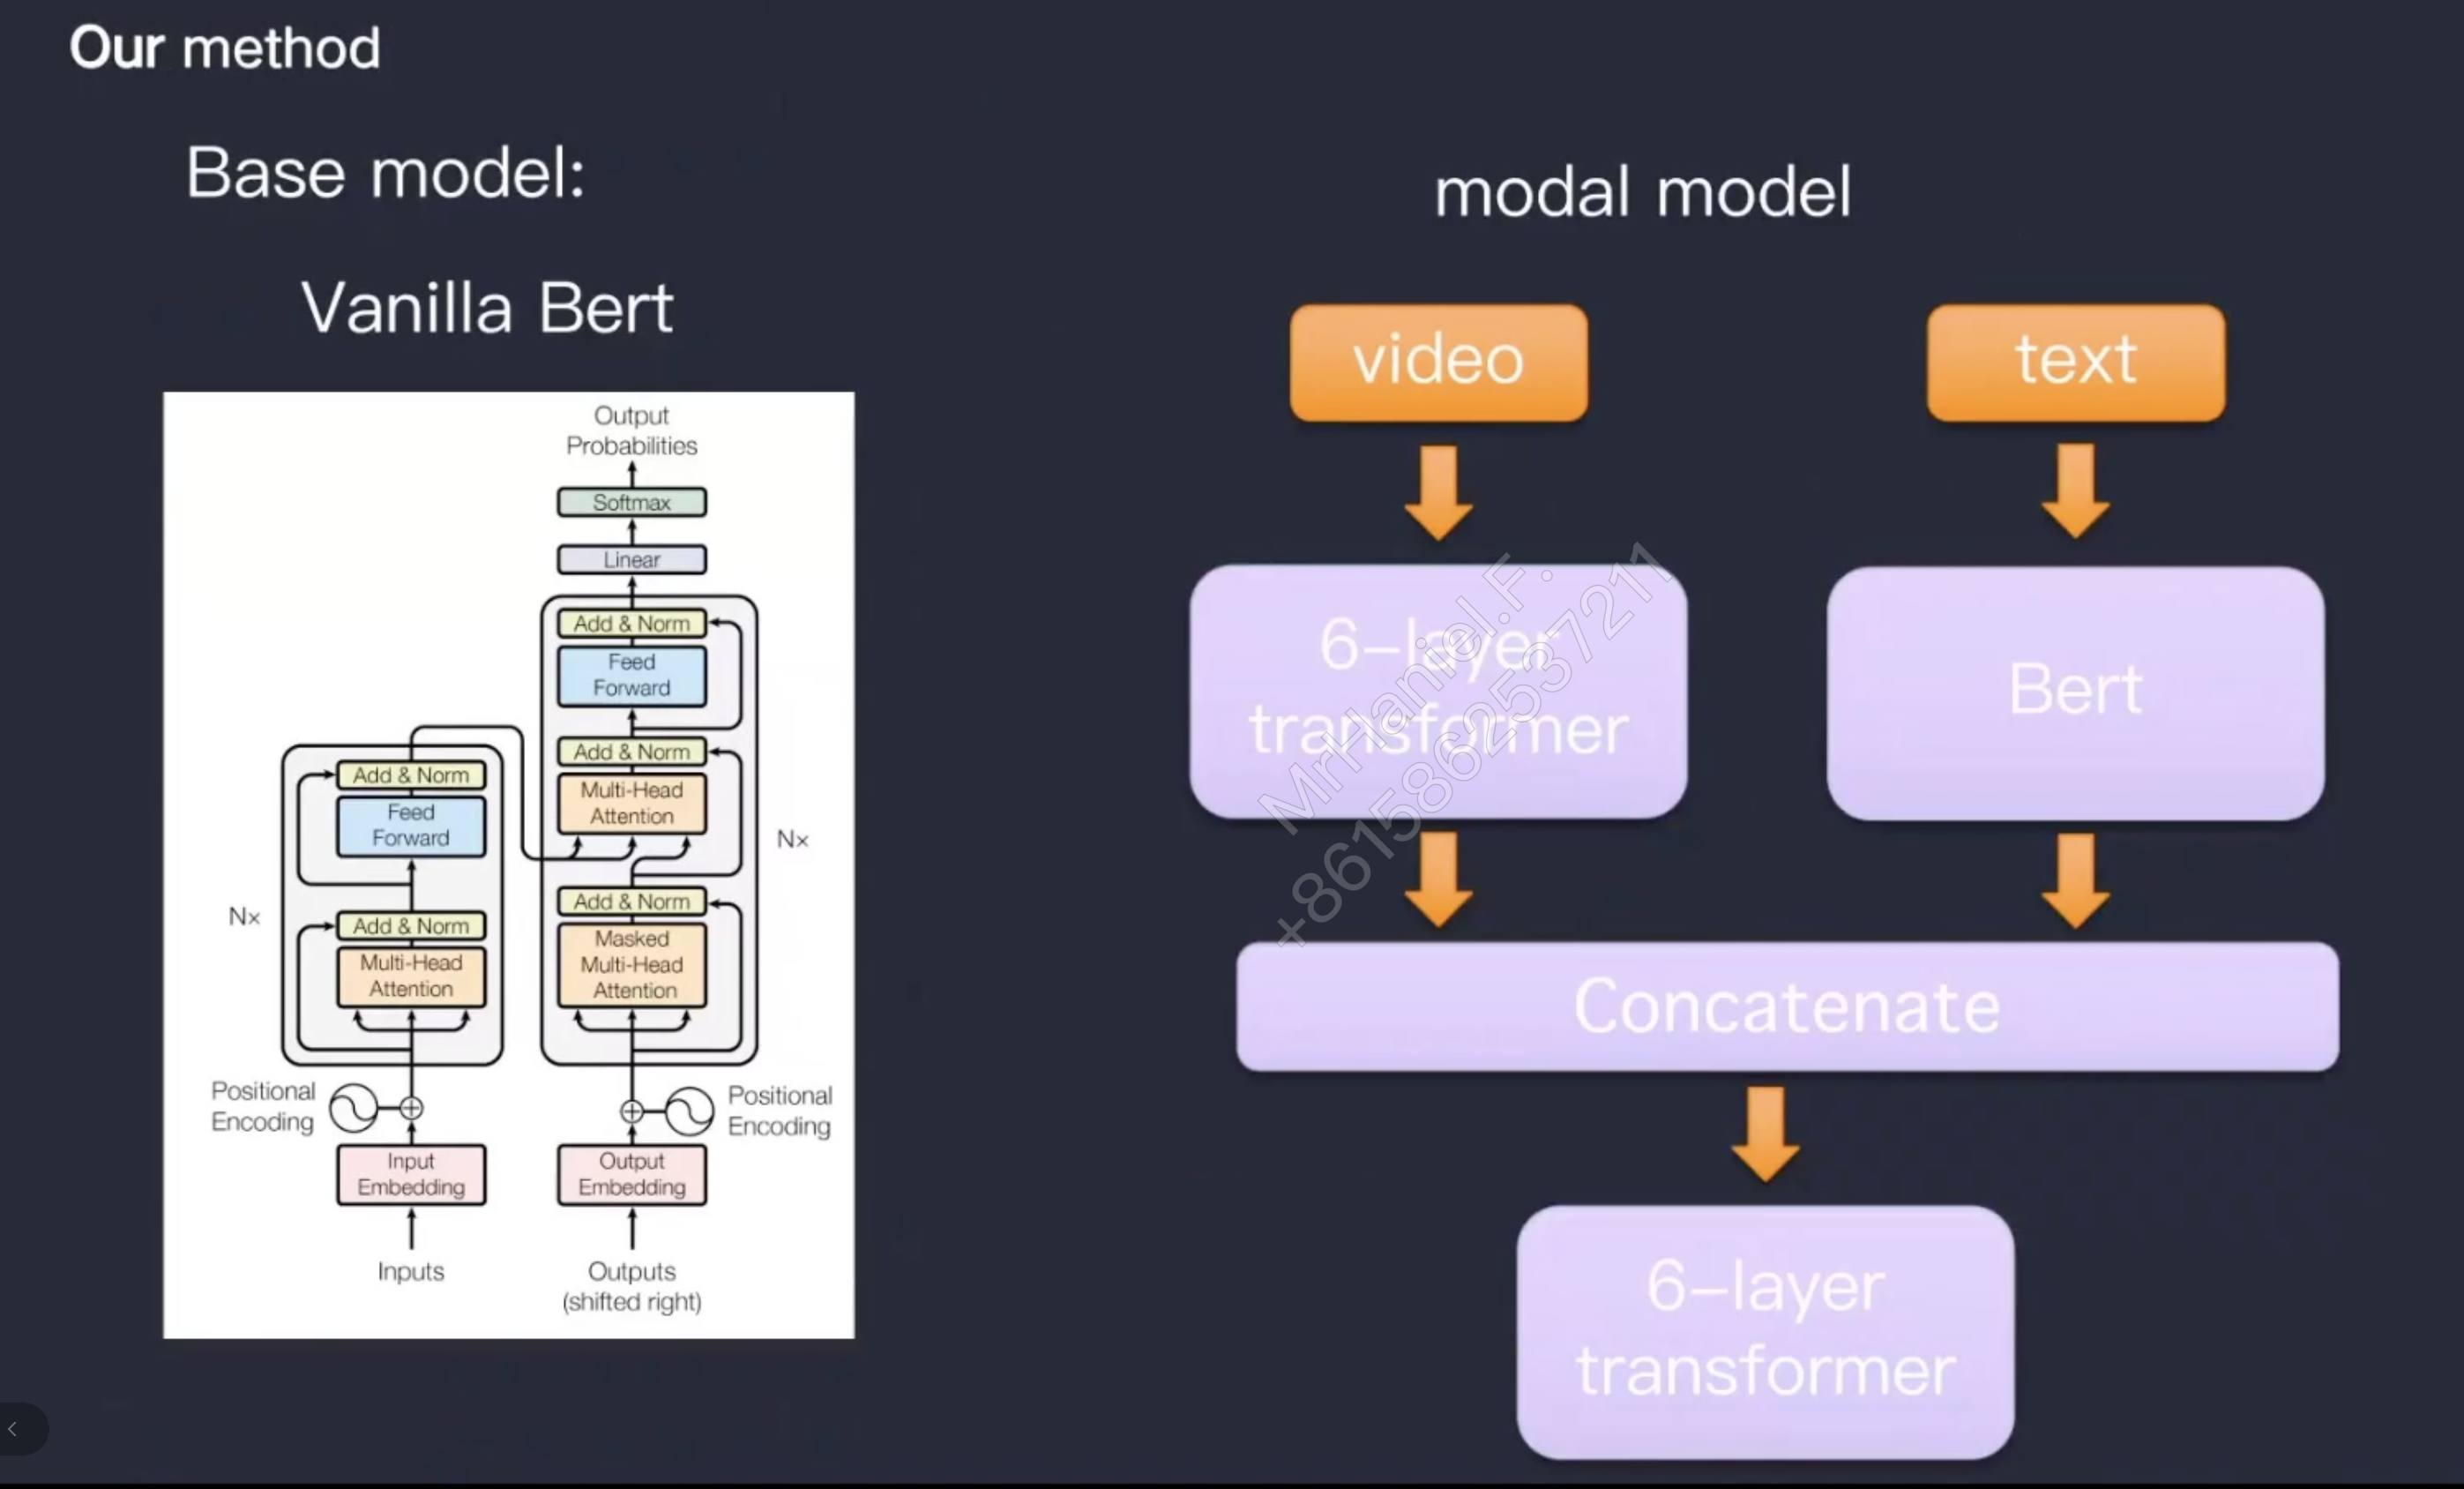 Our method
Base model:
Vanilla Bert
Output
Probabilities
Softmax
Linear
Add & Norm
Feed
Forward
Add & Norm
Multi-Head
Attention
Nx
Add & Norm
Masked
Multi-Head
Attention
Positional
Encoding
Output
Embedding
Outputs
(shifted right)
Add & Norm
Feed
Forward
Nx
Add & Norm
Multi-Head
Attention
Positional
Encoding
Input
Embedding
Inputs
modal model
video
text
6-layer
transformer
Bert
Concatenate
6-layer
transformer
MrHaniel.F.
+8615862537211